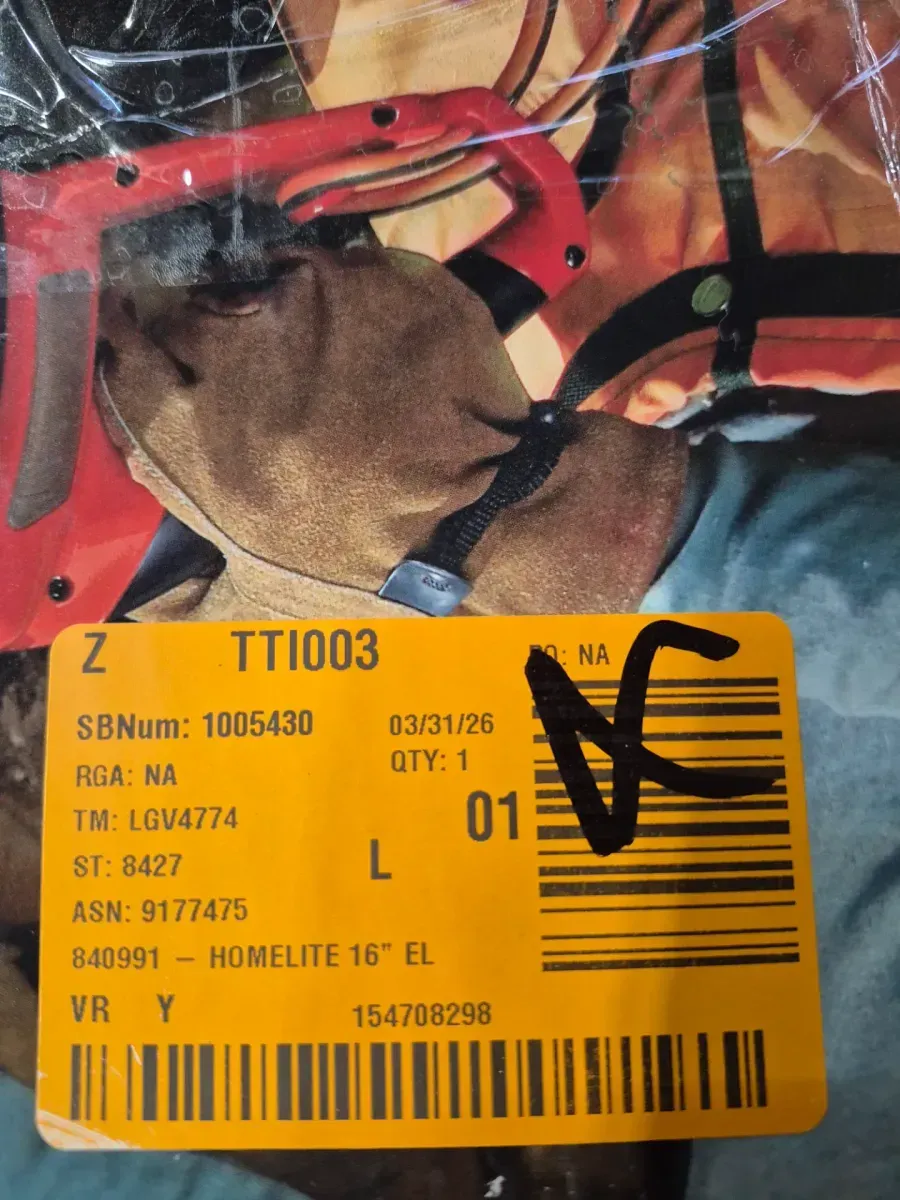 Z TTI003
PO: NA
SBNum: 1005430 03/31/26
RGA: NA QTY: 1
TM: LGV4774 01
ST: 8427 L
ASN: 9177475
840991 – HOMELITE 16" EL
VR Y 154708298